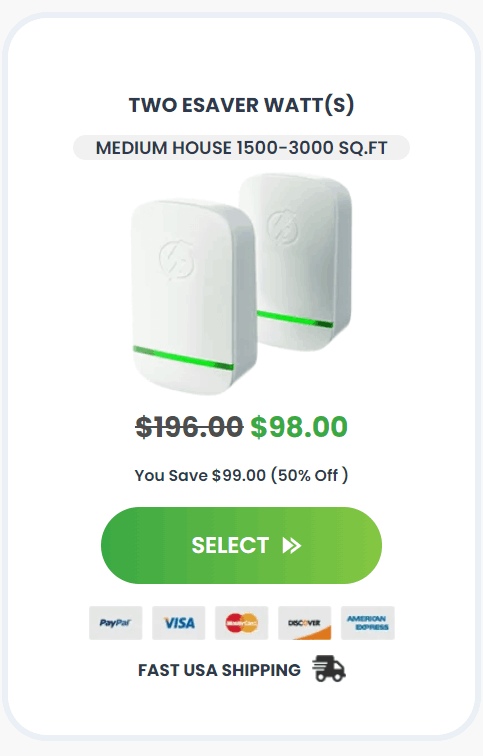 TWO ESAVER WATT(S)
MEDIUM HOUSE 1500-3000 SQ.FT
$196.00 $98.00
You Save $99.00 (50% Off )
SELECT
PayPal VISA MasterCard DISCOVER AMERICAN EXPRESS
FAST USA SHIPPING